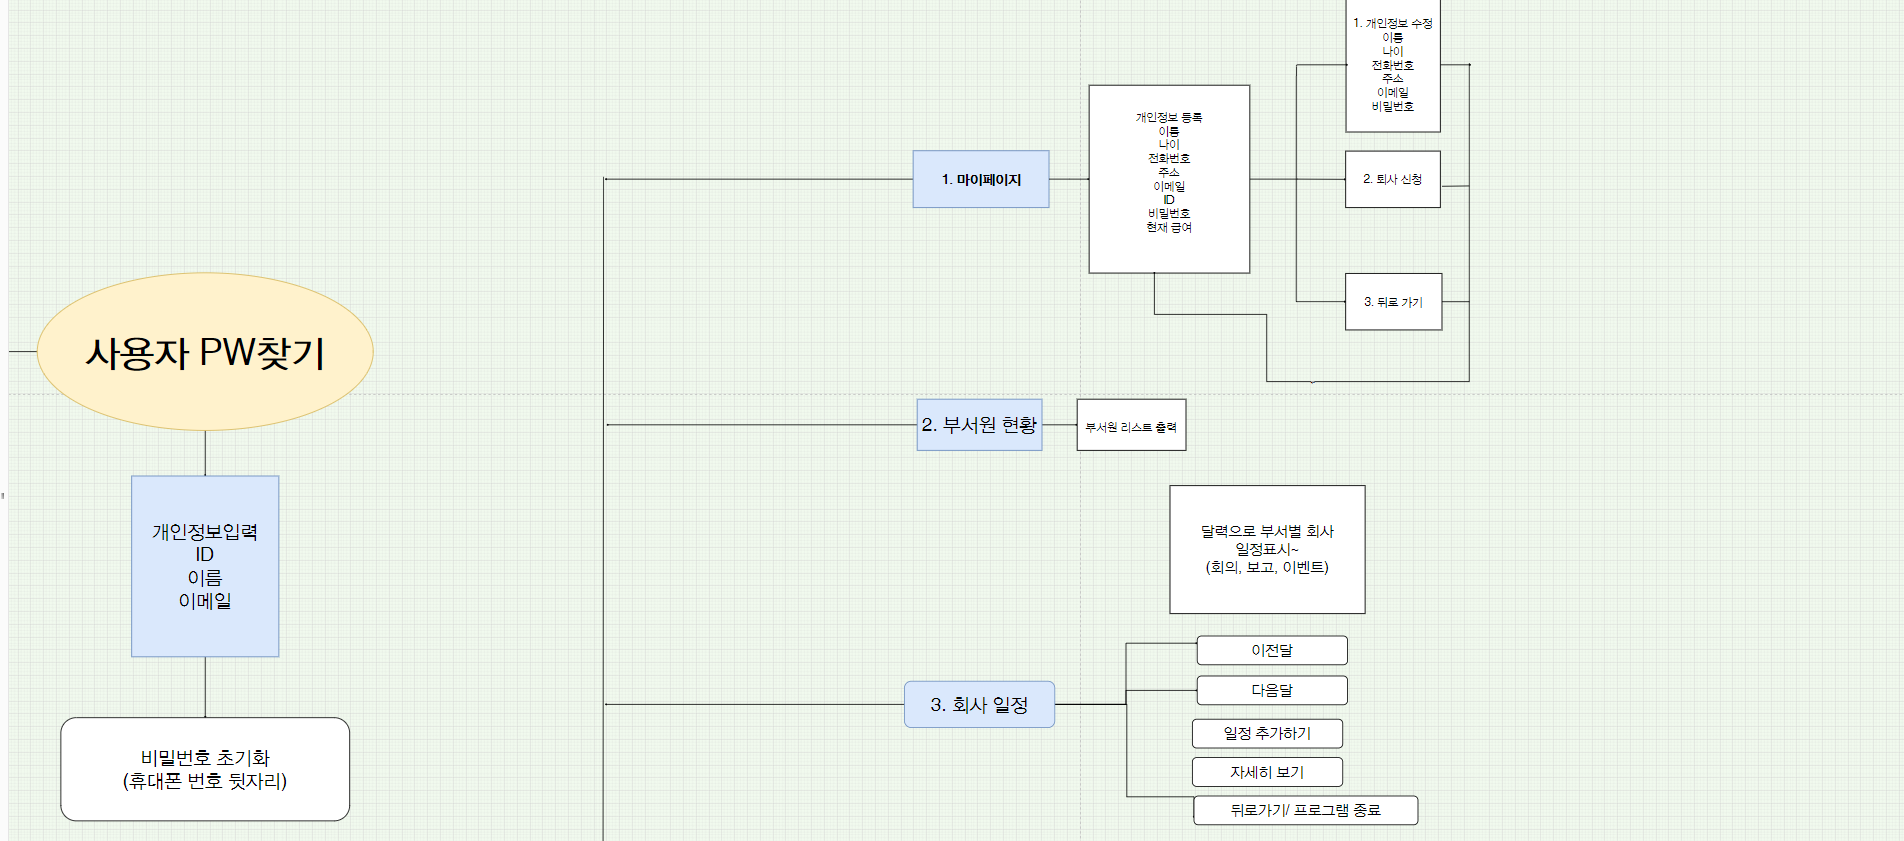 사용자 PW찾기
개인정보입력
ID
이름
이메일
비밀번호 초기화
(휴대폰 번호 뒷자리)
1. 마이페이지
개인정보 등록
이름
나이
전화번호
주소
이메일
ID
비밀번호
현재 급여
1. 개인정보 수정
이름
나이
전화번호
주소
이메일
비밀번호
2. 퇴사 신청
3. 뒤로 가기
2. 부서원 현황
부서원 리스트 출력
달력으로 부서별 회사
일정표시~
(회의, 보고, 이벤트)
3. 회사 일정
이전달
다음달
일정 추가하기
자세히 보기
뒤로가기/ 프로그램 종료